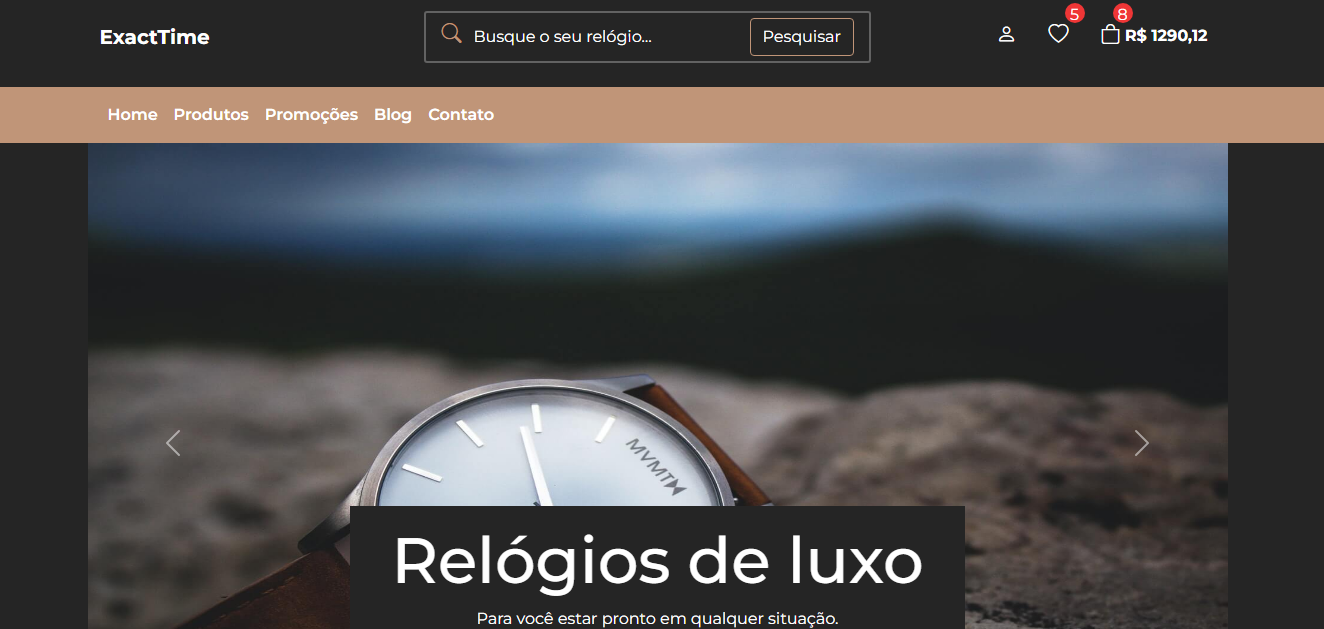 5 8
ExactTime Busque o seu relógio... Pesquisar R$ 1290,12
Home Produtos Promoções Blog Contato
MVMT
Relógios de luxo
Para você estar pronto em qualquer situação.